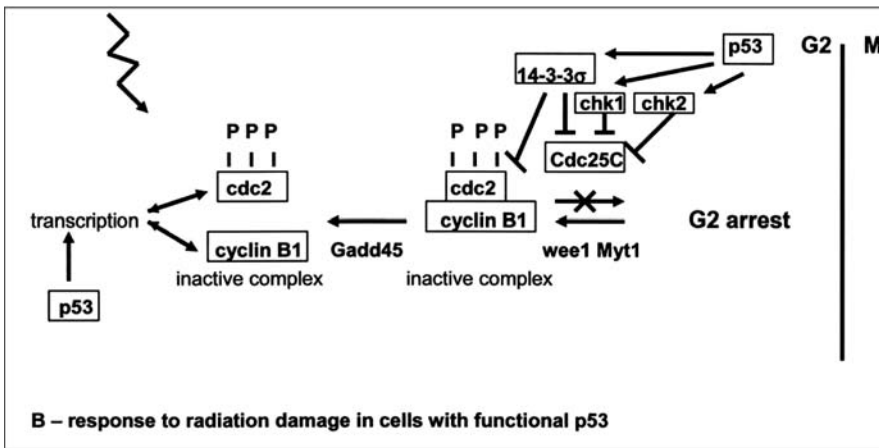 p53 G2 M
14-3-3σ
chk1 chk2
P P P P P P
Cdc25C
cdc2 cdc2
transcription cyclin B1 G2 arrest
cyclin B1 Gadd45 wee1 Myt1
inactive complex inactive complex
p53
B – response to radiation damage in cells with functional p53